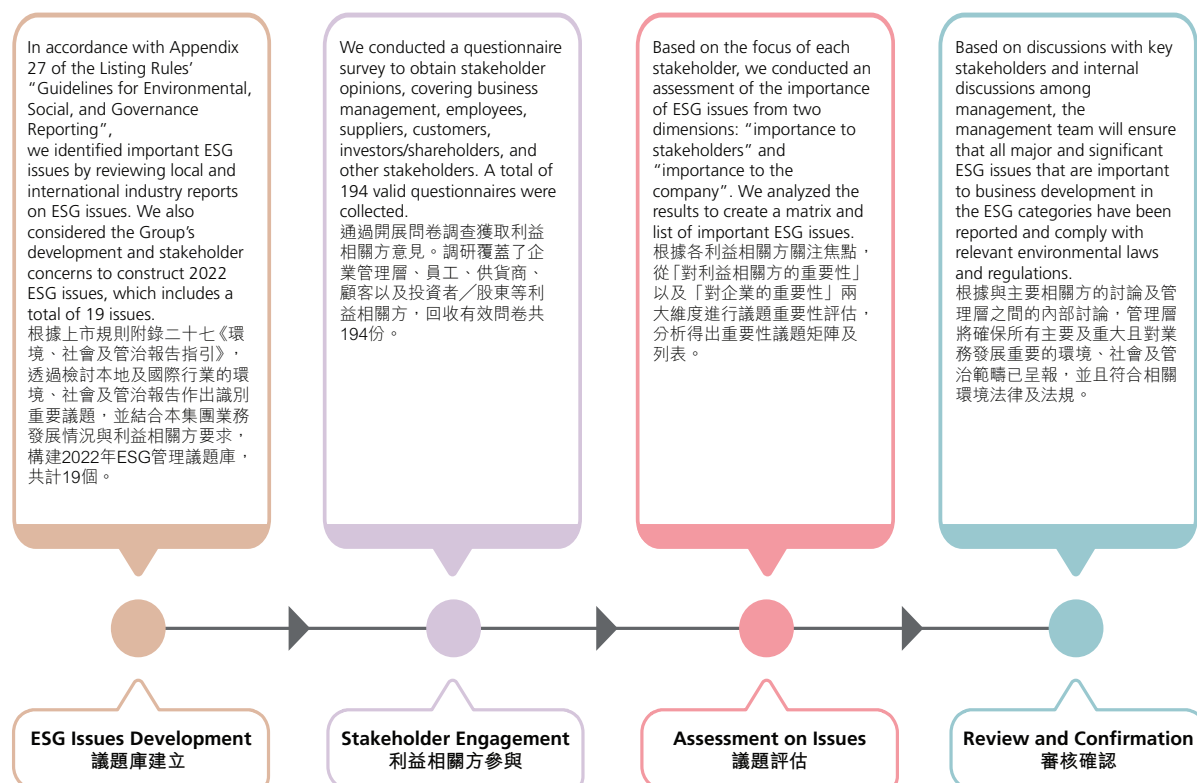 In accordance with Appendix
27 of the Listing Rules'
“Guidelines for Environmental,
Social, and Governance
Reporting”,
we identified important ESG
issues by reviewing local and
international industry reports
on ESG issues. We also
considered the Group’s
development and stakeholder
concerns to construct 2022
ESG issues, which includes a
total of 19 issues.
根據上市規則附錄二十七《環
境、社會及管治報告指引》，
透過檢討本地及國際行業的環
境、社會及管治報告作出識別
重要議題，並結合本集團業務
發展情況與利益相關方要求，
構建2022年ESG管理議題庫，
共計19個。
We conducted a questionnaire
survey to obtain stakeholder
opinions, covering business
management, employees,
suppliers, customers,
investors/shareholders, and
other stakeholders. A total of
194 valid questionnaires were
collected.
通過開展問卷調查獲取利益
相關方意見。調研覆蓋了企
業管理層、員工、供貨商、
顧客以及投資者╱股東等利
益相關方，回收有效問卷共
194份。
Based on the focus of each
stakeholder, we conducted an
assessment of the importance
of ESG issues from two
dimensions: “importance to
stakeholders” and
“importance to the
company”. We analyzed the
results to create a matrix and
list of important ESG issues.
根據各利益相關方關注焦點，
從「對利益相關方的重要性」
以及「對企業的重要性」兩
大維度進行議題重要性評估，
分析得出重要性議題矩陣及
列表。
Based on discussions with key
stakeholders and internal
discussions among
management, the
management team will ensure
that all major and significant
ESG issues that are important
to business development in
the ESG categories have been
reported and comply with
relevant environmental laws
and regulations.
根據與主要相關方的討論及管
理層之間的內部討論，管理層
將確保所有主要及重大且對業
務發展重要的環境、社會及管
治範疇已呈報，並且符合相關
環境法律及法規。
ESG Issues Development
議題庫建立
Stakeholder Engagement
利益相關方參與
Assessment on Issues
議題評估
Review and Confirmation
審核確認